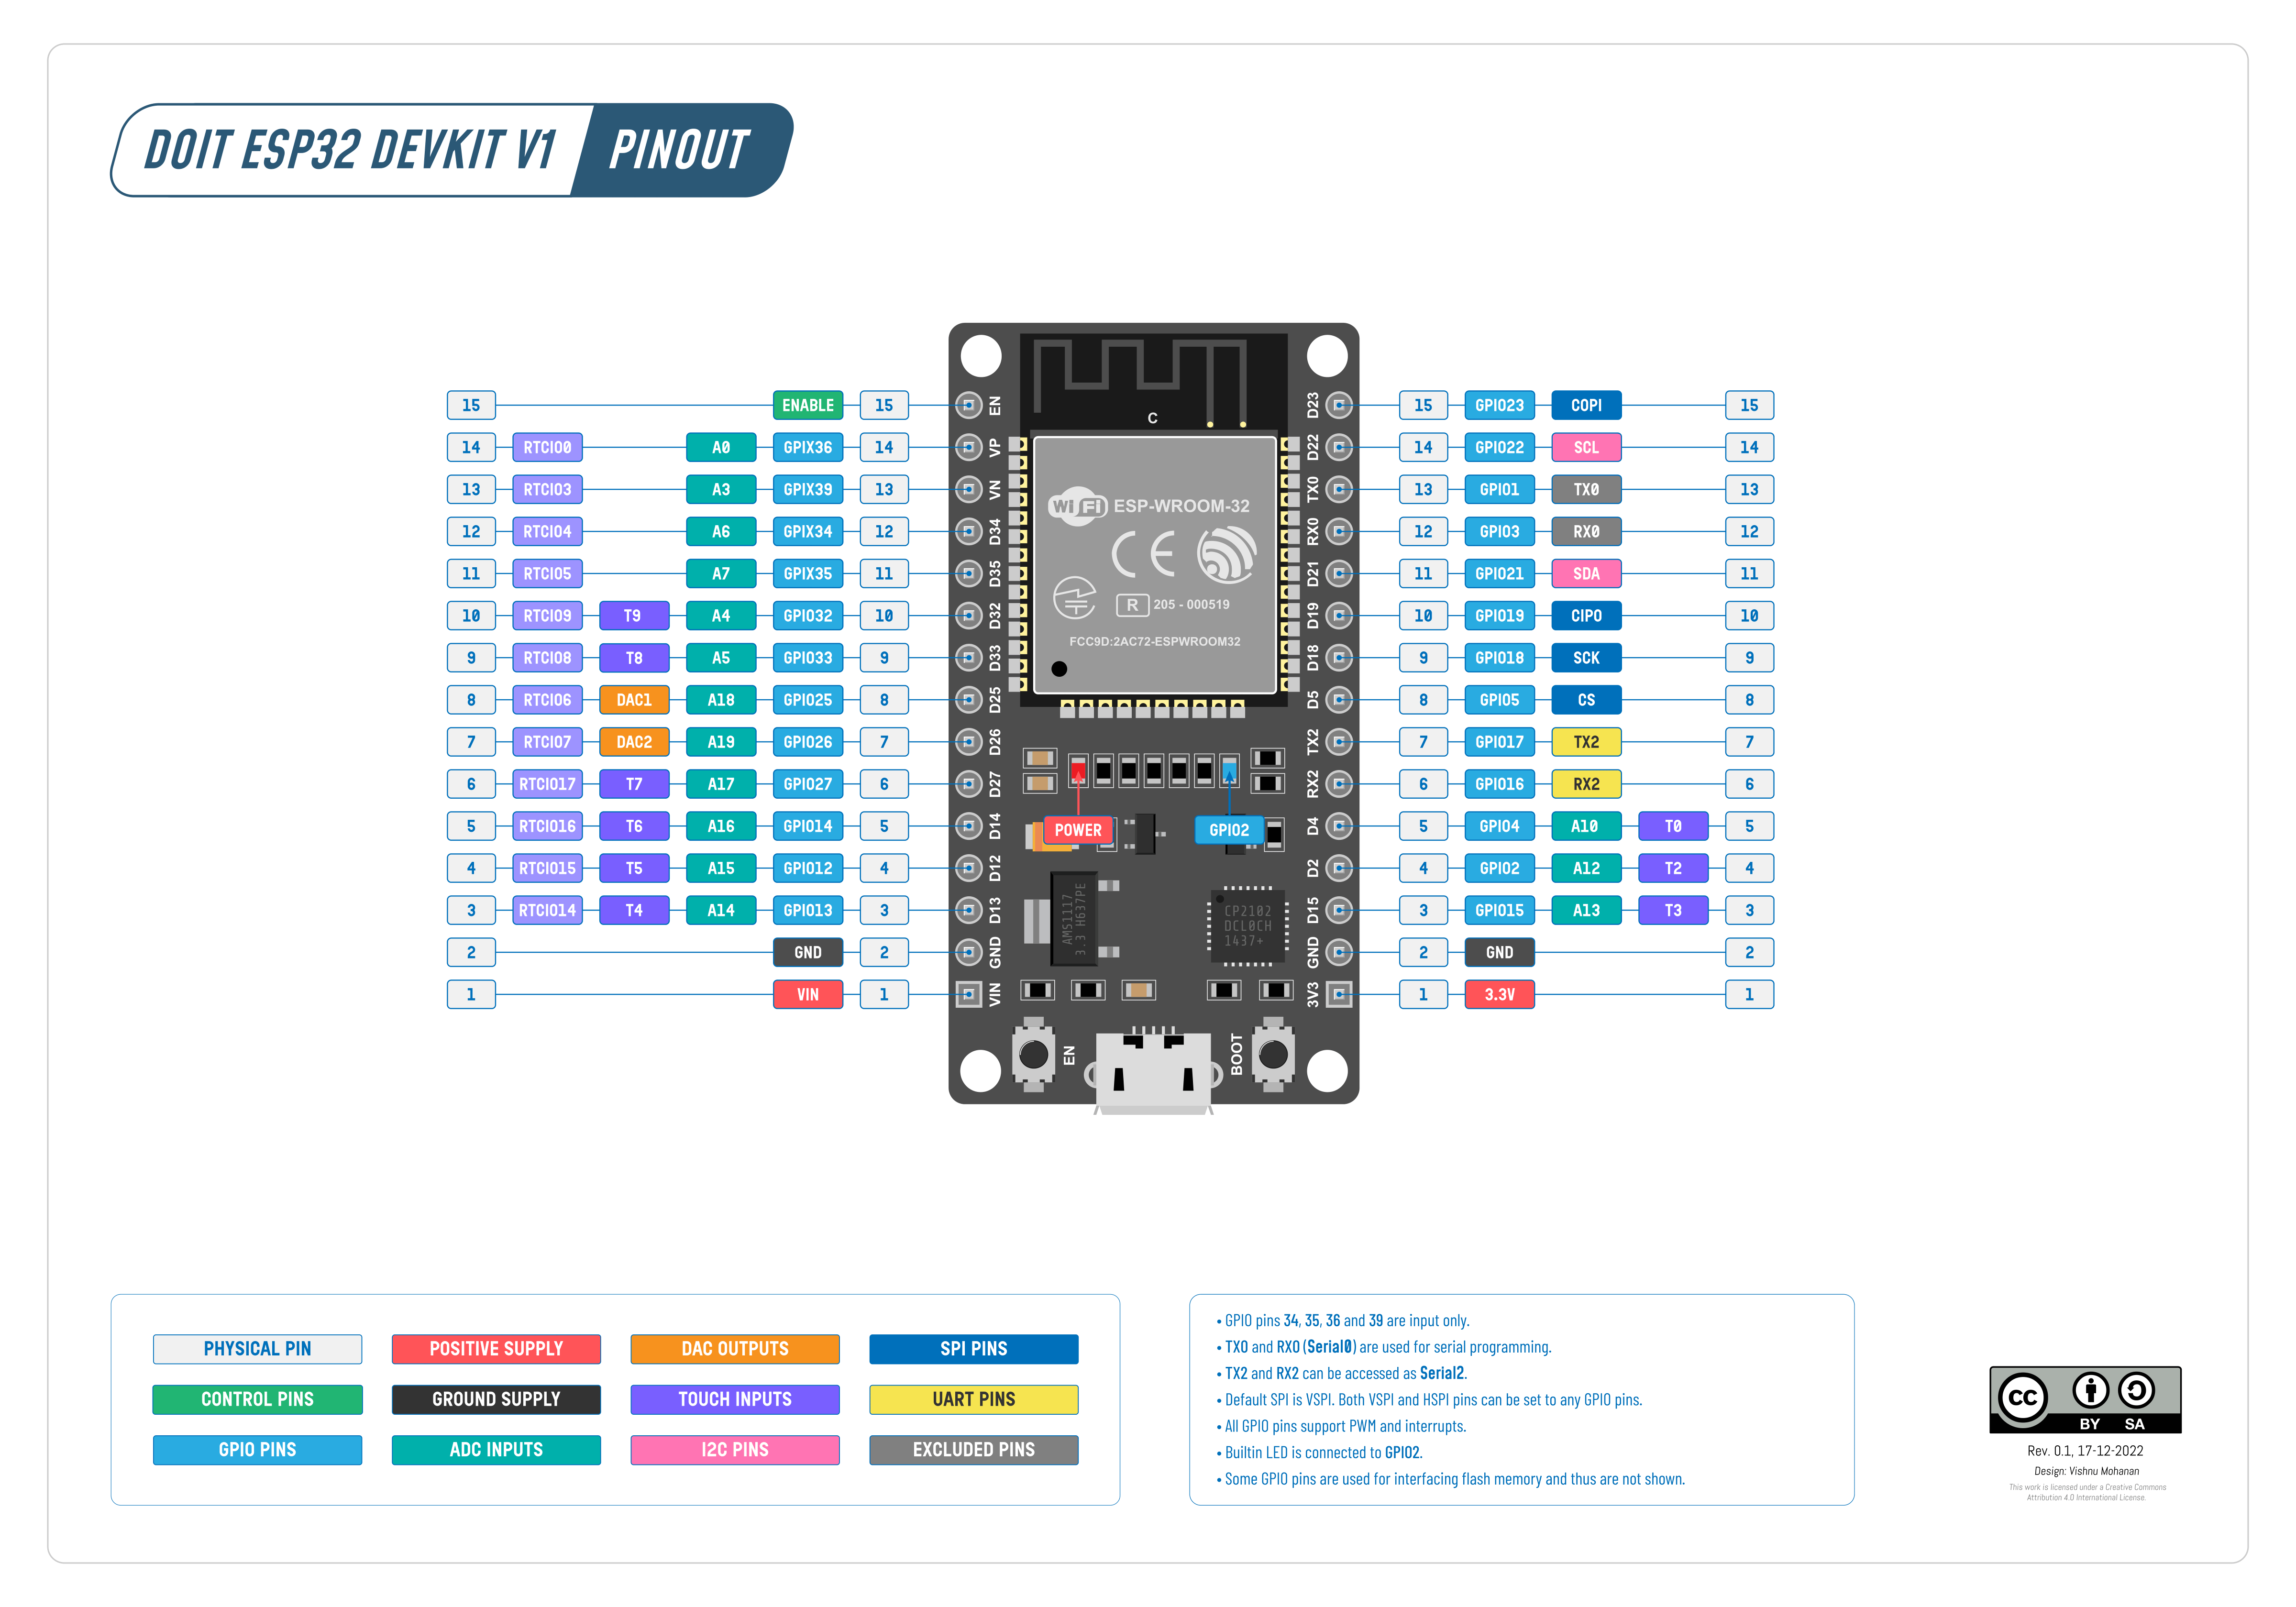 DOIT ESP32 DEVKIT V1 PINOUT
15 ENABLE 15 EN
14 RTCIO0 A0 GPIX36 14 VP
13 RTCIO3 A3 GPIX39 13 VN
12 RTCIO4 A6 GPIX34 12 D34
11 RTCIO5 A7 GPIX35 11 D35
10 RTCIO9 T9 A4 GPIO32 10 D32
9 RTCIO8 T8 A5 GPIO33 9 D33
8 RTCIO6 DAC1 A18 GPIO25 8 D25
7 RTCIO7 DAC2 A19 GPIO26 7 D26
6 RTCIO17 T7 A17 GPIO27 6 D27
5 RTCIO16 T6 A16 GPIO14 5 D14
4 RTCIO15 T5 A15 GPIO12 4 D12
3 RTCIO14 T4 A14 GPIO13 3 D13
2 GND 2 GND
1 VIN 1 VIN
C
WiFi ESP-WROOM-32
CE
R 205 - 000519
FCC9D:2AC72-ESPWROOM32
POWER
GPIO2
AMS1117
3.3 H637PE
CP2102
DCL0CH
1437+
EN
BOOT
D23 15 GPIO23 COPI 15
D22 14 GPIO22 SCL 14
TX0 13 GPIO1 TX0 13
RX0 12 GPIO3 RX0 12
D21 11 GPIO21 SDA 11
D19 10 GPIO19 CIPO 10
D18 9 GPIO18 SCK 9
D5 8 GPIO5 CS 8
TX2 7 GPIO17 TX2 7
RX2 6 GPIO16 RX2 6
D4 5 GPIO4 A10 T0 5
D2 4 GPIO2 A12 T2 4
D15 3 GPIO15 A13 T3 3
GND 2 GND 2
3V3 1 3.3V 1
PHYSICAL PIN POSITIVE SUPPLY DAC OUTPUTS SPI PINS
CONTROL PINS GROUND SUPPLY TOUCH INPUTS UART PINS
GPIO PINS ADC INPUTS I2C PINS EXCLUDED PINS
• GPIO pins 34, 35, 36 and 39 are input only.
• TX0 and RX0 (Serial0) are used for serial programming.
• TX2 and RX2 can be accessed as Serial2.
• Default SPI is VSPI. Both VSPI and HSPI pins can be set to any GPIO pins.
• All GPIO pins support PWM and interrupts.
• Builtin LED is connected to GPIO2.
• Some GPIO pins are used for interfacing flash memory and thus are not shown.
cc
BY SA
Rev. 0.1, 17-12-2022
Design: Vishnu Mohanan
This work is licensed under a Creative Commons
Attribution 4.0 International License.